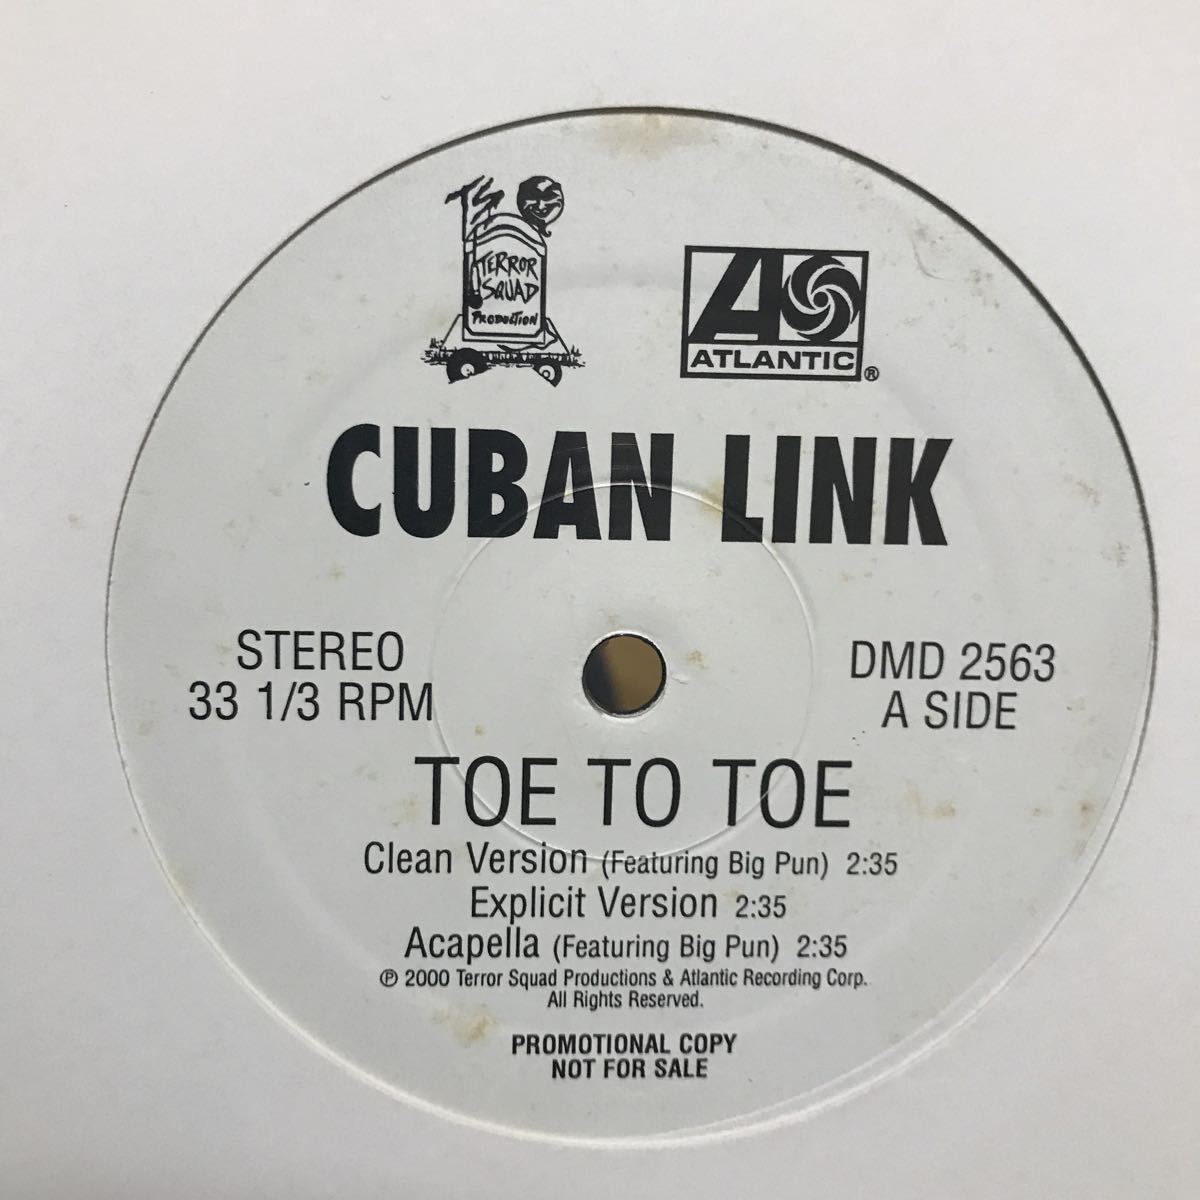 TS
TERROR
SQUAD
PRODUCTION
ATLANTIC®
CUBAN LINK
STEREO
33 1/3 RPM
DMD 2563
A SIDE
TOE TO TOE
Clean Version (Featuring Big Pun) 2:35
Explicit Version 2:35
Acapella (Featuring Big Pun) 2:35
℗ 2000 Terror Squad Productions & Atlantic Recording Corp.
All Rights Reserved.
PROMOTIONAL COPY
NOT FOR SALE